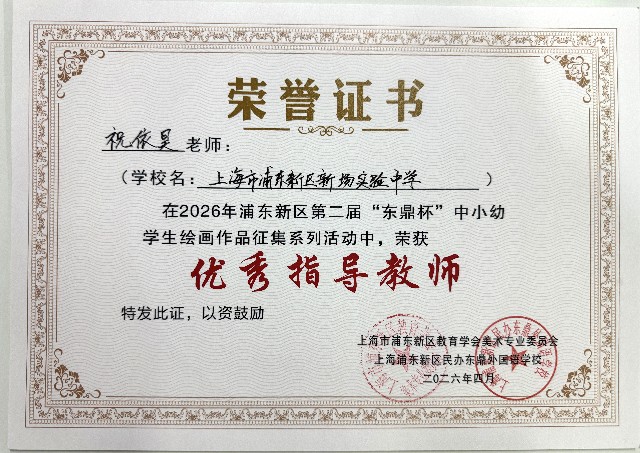 荣誉证书
祝依昊老师：
（学校名：上海市浦东新区新场实验中学）
在2026年浦东新区第二届“东鼎杯”中小幼
学生绘画作品征集系列活动中，荣获
优秀指导教师
特发此证，以资鼓励
上海市浦东新区教育学会美术专业委员会
上海浦东新区民办东鼎外国语学校
二〇二六年四月